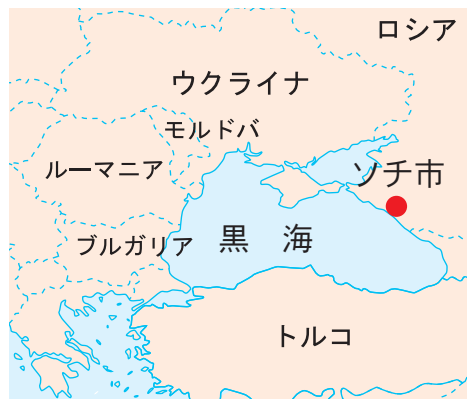 ロシア
ウクライナ
モルドバ
ルーマニア
ソチ市
ブルガリア
黒　海
トルコ